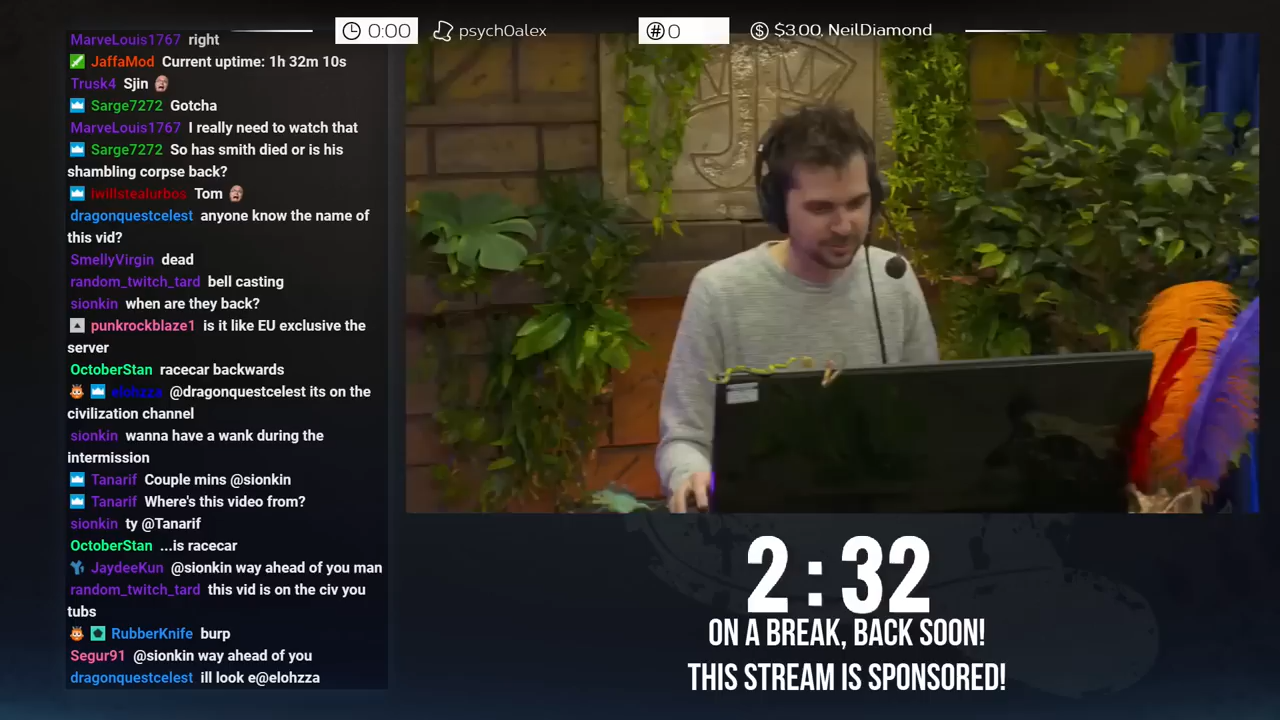 0:00
psych0alex
#0
$3.00, NeilDiamond
MarveLouis1767 right
JaffaMod Current uptime: 1h 32m 10s
Trusk4 Sjin
Sarge7272 Gotcha
MarveLouis1767 I really need to watch that
Sarge7272 So has smith died or is his
shambling corpse back?
iwillstealurbos Tom
dragonquestcelest anyone know the name of
this vid?
SmellyVirgin dead
random_twitch_tard bell casting
sionkin when are they back?
punkrockblaze1 is it like EU exclusive the
server
OctoberStan racecar backwards
elohzza @dragonquestcelest its on the
civilization channel
sionkin wanna have a wank during the
intermission
Tanarif Couple mins @sionkin
Tanarif Where's this video from?
sionkin ty @Tanarif
OctoberStan ...is racecar
JaydeeKun @sionkin way ahead of you man
random_twitch_tard this vid is on the civ you
tubs
RubberKnife burp
Segur91 @sionkin way ahead of you
dragonquestcelest ill look e@elohzza
2:32
ON A BREAK, BACK SOON!
THIS STREAM IS SPONSORED!